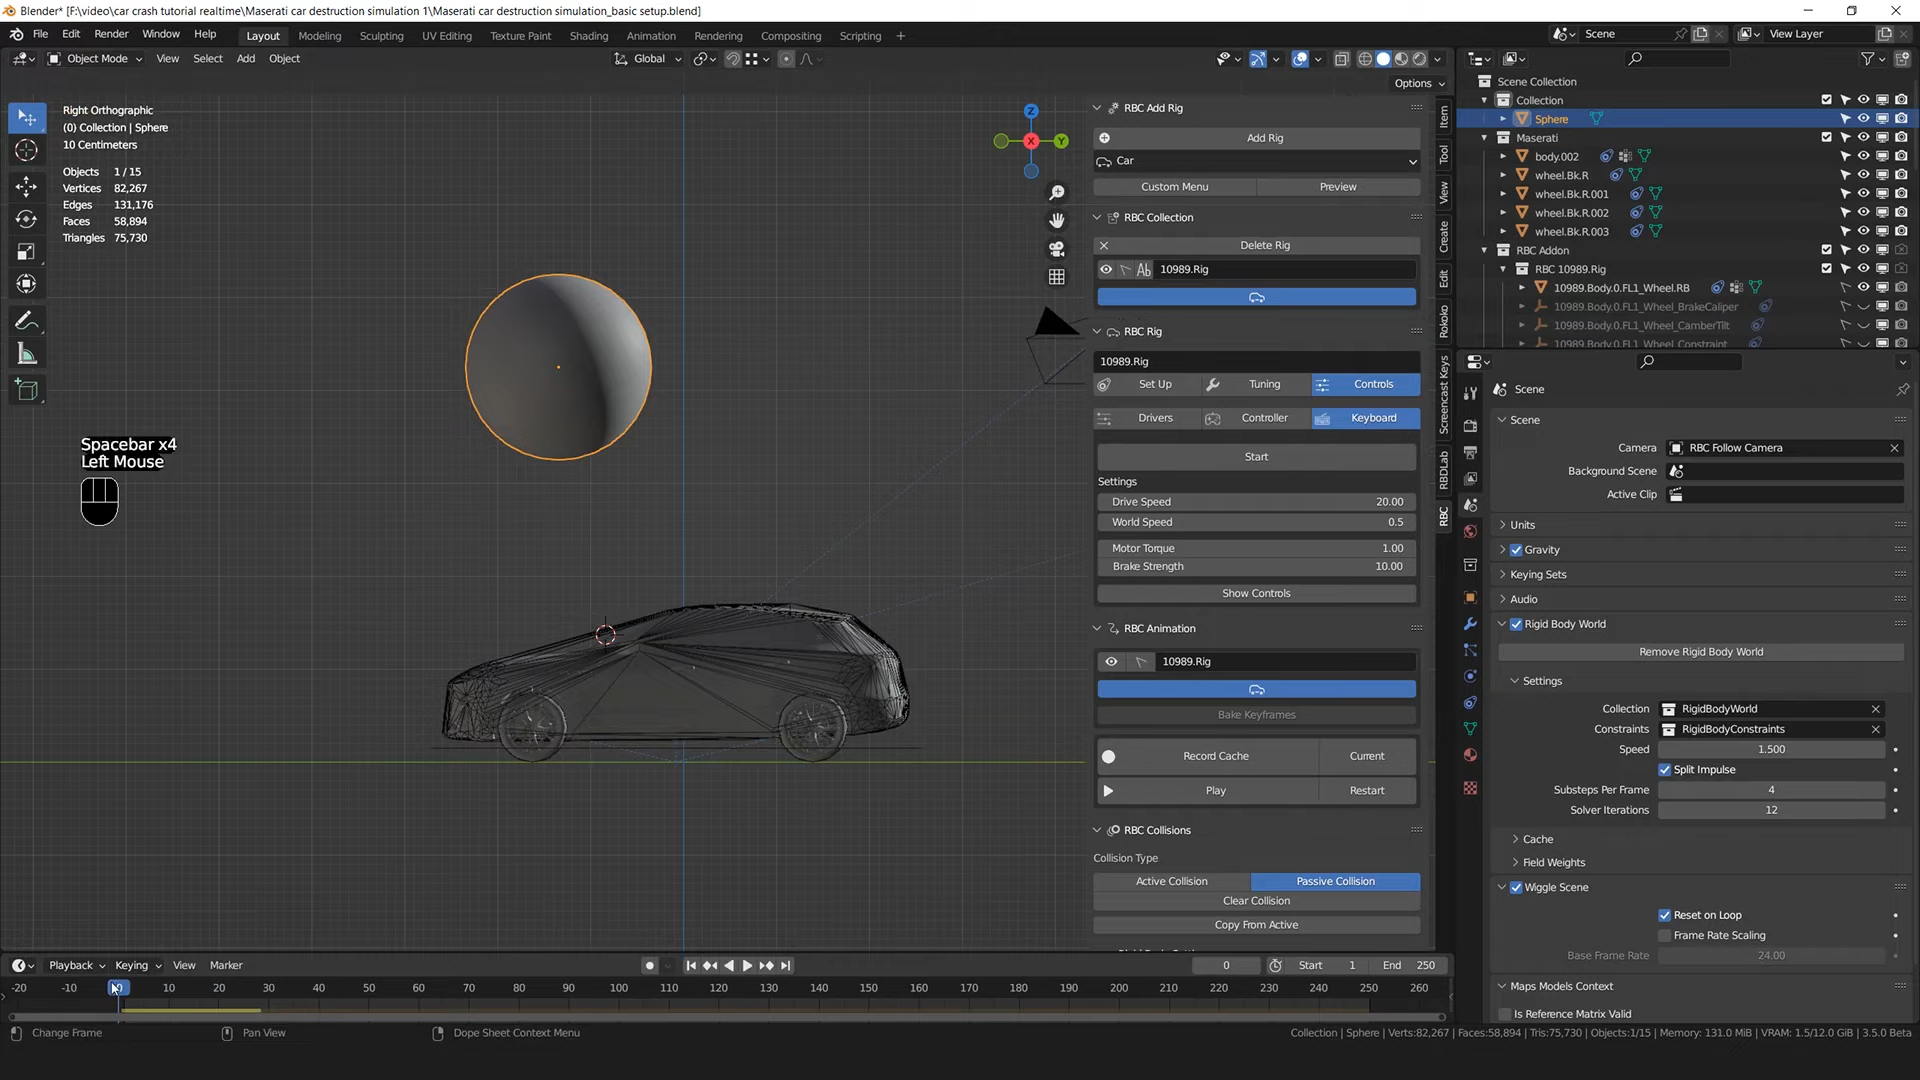 Blender* [F:\video\car crash tutorial realtime\Maserati car destruction simulation 1\Maserati car destruction simulation_basic setup.blend]
File Edit Render Window Help Layout Modeling Sculpting UV Editing Texture Paint Shading Animation Rendering Compositing Scripting + Scene View Layer
Object Mode View Select Add Object Global
Options
Right Orthographic
(0) Collection | Sphere
10 Centimeters
Objects 1 / 15
Vertices 82,267
Edges 131,176
Faces 58,894
Triangles 75,730
Spacebar x4
Left Mouse
Z
X
Y
RBC Add Rig
Add Rig
Car
Custom Menu Preview
RBC Collection
Delete Rig
Ab 10989.Rig
RBC Rig
10989.Rig
Set Up Tuning Controls
Drivers Controller Keyboard
Start
Settings
Drive Speed 20.00
World Speed 0.5
Motor Torque 1.00
Brake Strength 10.00
Show Controls
RBC Animation
10989.Rig
Bake Keyframes
Record Cache Current
Play Restart
RBC Collisions
Collision Type
Active Collision Passive Collision
Clear Collision
Copy From Active
Item
Tool
View
Create
Edit
Rokoko
Screencast Keys
RBDLab
RBC
Scene Collection
Collection
Sphere
Maserati
body.002
wheel.Bk.R
wheel.Bk.R.001
wheel.Bk.R.002
wheel.Bk.R.003
RBC Addon
RBC 10989.Rig
10989.Body.0.FL1_Wheel.RB
10989.Body.0.FL1_Wheel_BrakeCaliper
10989.Body.0.FL1_Wheel_CamberTilt
10989.Body.0.FL1_Wheel_Constraint
Scene
Scene
Camera RBC Follow Camera
Background Scene
Active Clip
Units
Gravity
Keying Sets
Audio
Rigid Body World
Remove Rigid Body World
Settings
Collection RigidBodyWorld
Constraints RigidBodyConstraints
Speed 1.500
Split Impulse
Substeps Per Frame 4
Solver Iterations 12
Cache
Field Weights
Wiggle Scene
Reset on Loop
Frame Rate Scaling
Base Frame Rate 24.00
Maps Models Context
Is Reference Matrix Valid
Playback Keying View Marker 0 Start 1 End 250
-20 -10 10 20 30 40 50 60 70 80 90 100 110 120 130 140 150 160 170 180 190 200 210 220 230 240 250 260
Change Frame Pan View Dope Sheet Context Menu Collection | Sphere | Verts:82,267 | Faces:58,894 | Tris:75,730 | Objects:1/15 | Memory: 131.0 MiB | VRAM: 1.5/12.0 GiB | 3.5.0 Beta